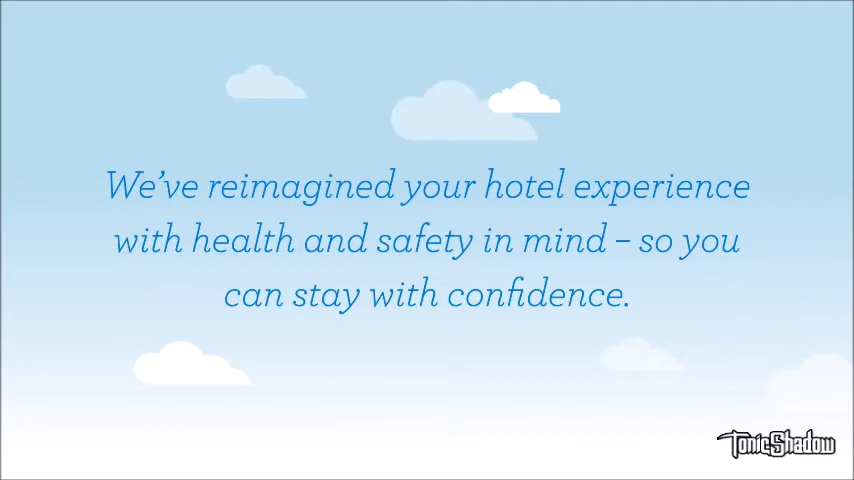 We've reimagined your hotel experience
with health and safety in mind – so you
can stay with confidence.
TonicShadow